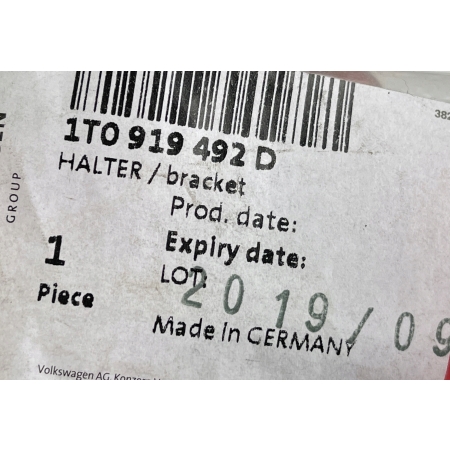 382
1T0 919 492 D
HALTER / bracket
GROUP
Prod. date:
Expiry date:
1
Piece
LOT:
2019/09
Made in GERMANY
Volkswagen AG,